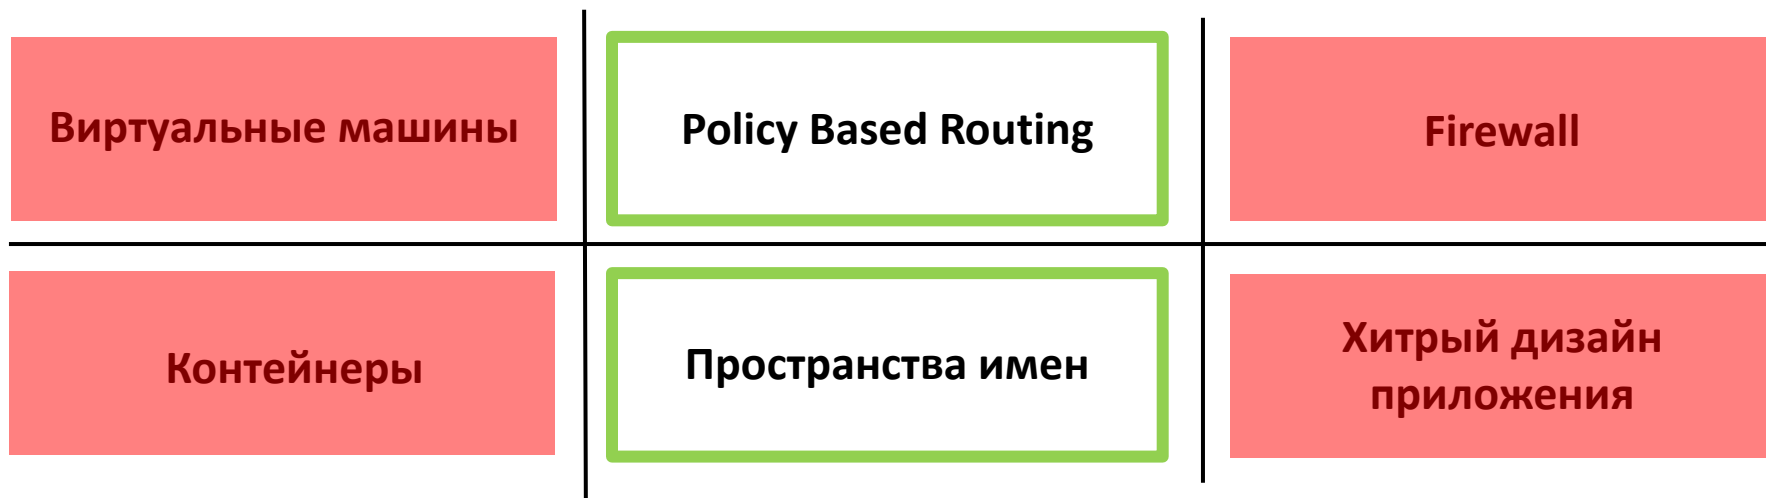 Виртуальные машины
Policy Based Routing
Firewall
Контейнеры
Пространства имен
Хитрый дизайн
приложения